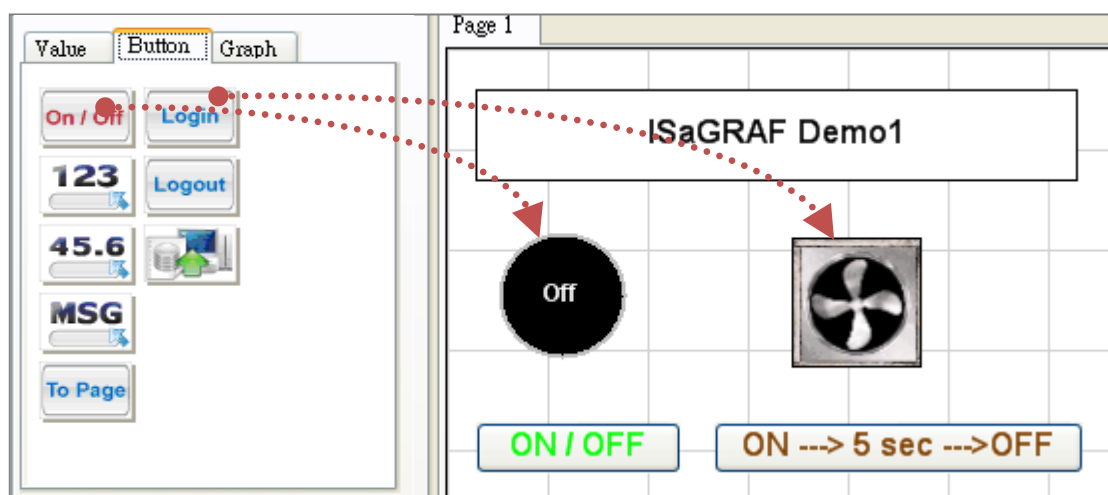 Value Button Graph
On / Off Login
123 Logout
45.6
MSG
To Page
Page 1
ISaGRAF Demo1
Off
ON / OFF ON ---> 5 sec --->OFF